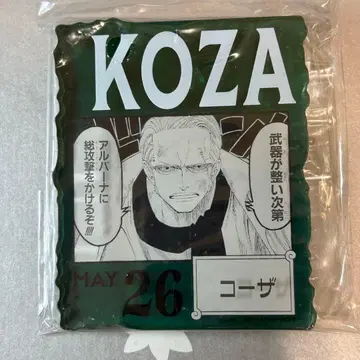 KOZA
武器が整い次第
アルバーナに
総攻撃をかけるぞ!!!!
MAY 26
コーザ